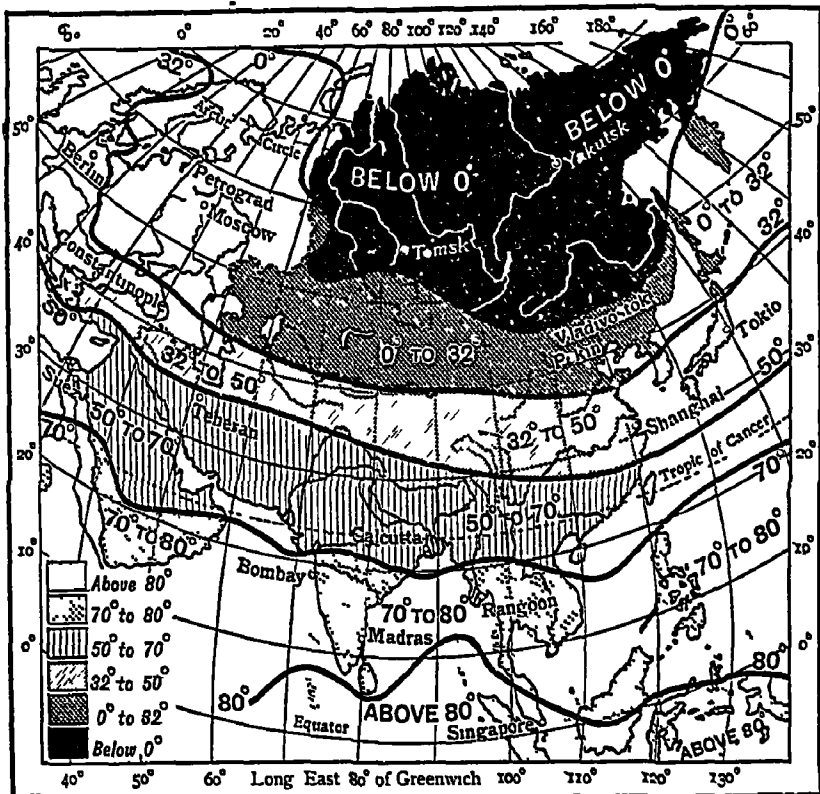 0° 20° 40° 60° 80° 100° 120° 140° 160° 180°
32° 0°
50° 50°
Arctic Circle
BELOW 0°
BELOW 0°
Yakutsk
Berlin
Petrograd
Moscow
Tomsk
0° TO 32°
32°
40° 40°
Constantinople
Vladivostok
Pekin
Tokio
0° TO 32°
50°
32° TO 50°
30° 30°
Suez
Teheran
Shanghai
32° TO 50°
50°
50° TO 70°
20° 20°
Tropic of Cancer
70°
70°
Calcutta
50° TO 70°
70° TO 80°
70° TO 80°
10° 10°
Bombay
70° TO 80°
Rangoon
Madras
0° 0°
80°
80°
ABOVE 80°
Equator
Singapore
ABOVE 80°
Above 80°
70° to 80°
50° to 70°
32° to 50°
0° to 32°
Below 0°
40° 50° 60° Long East 80° of Greenwich 100° 110° 120° 130°